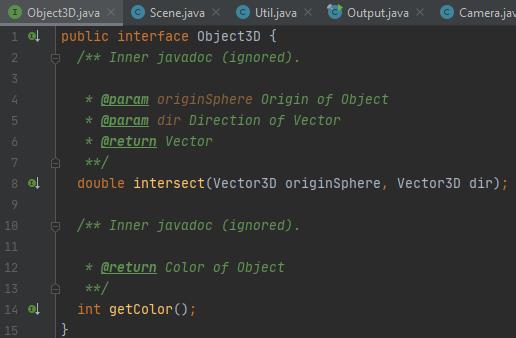 Object3D.java × Scene.java × Util.java × Output.java × Camera.jav
1 public interface Object3D {
2 /** Inner javadoc (ignored).
3
4 * @param originSphere Origin of Object
5 * @param dir Direction of Vector
6 * @return Vector
7 **/
8 double intersect(Vector3D originSphere, Vector3D dir);
9
10 /** Inner javadoc (ignored).
11
12 * @return Color of Object
13 **/
14 int getColor();
15 }